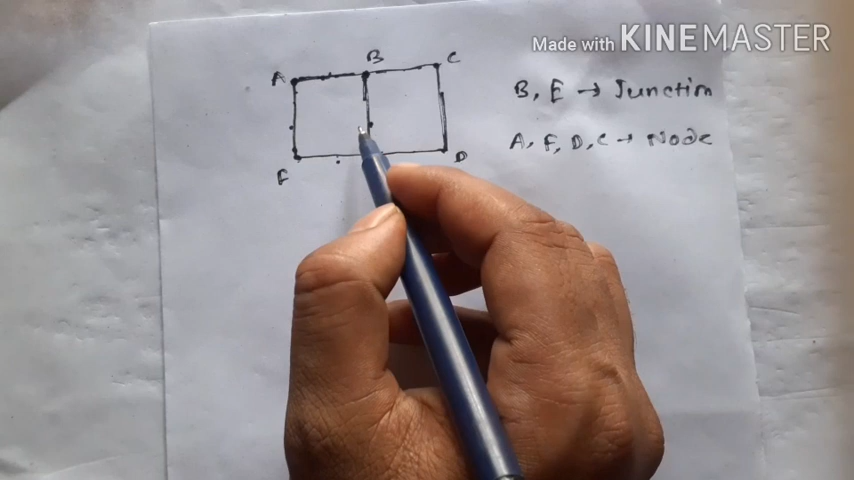 Made with KINEMASTER
B
C
A
B, E → Junction
A, F, D, C → Node
D
F